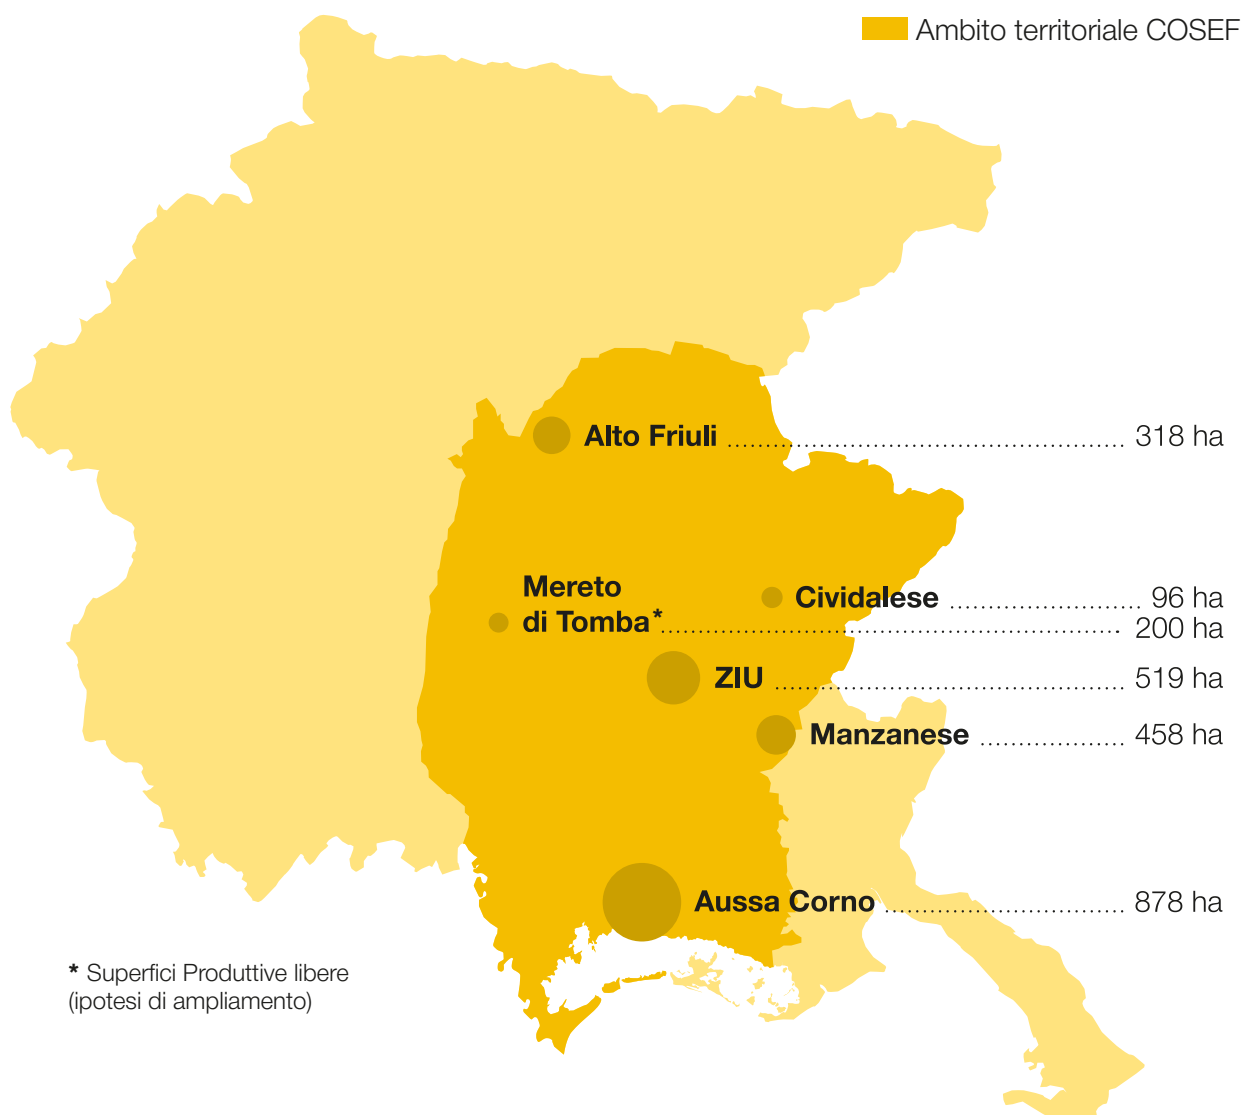 Ambito territoriale COSEF
Alto Friuli ........................ 318 ha
Mereto
di Tomba* ........................ 200 ha
Cividalese ........................ 96 ha
ZIU ........................ 519 ha
Manzanese ........................ 458 ha
Aussa Corno ........................ 878 ha
* Superfici Produttive libere
(ipotesi di ampliamento)